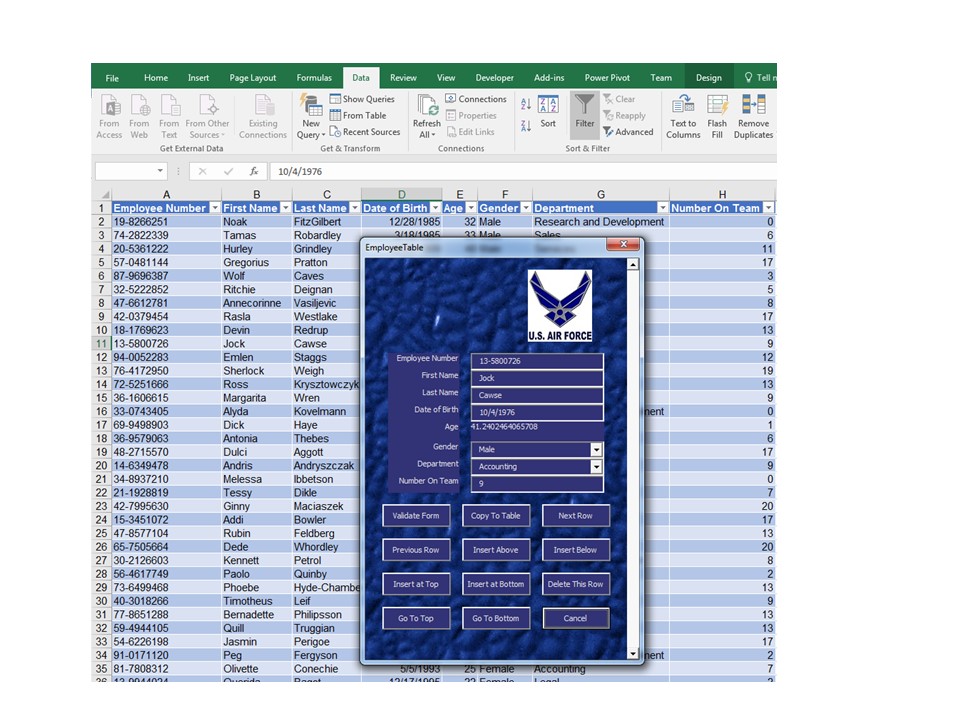 File Home Insert Page Layout Formulas Data Review View Developer Add-ins Power Pivot Team Design Tell n
From Access From Web From Text From Other Sources Existing Connections New Query Show Queries From Table Recent Sources Refresh All Connections Properties Edit Links Sort Filter Clear Reapply Advanced Text to Columns Flash Fill Remove Duplicates
Get External Data Get & Transform Connections Sort & Filter
fx 10/4/1976
A B C D E F G H
1 Employee Number First Name Last Name Date of Birth Age Gender Department Number On Team
2 19-8266251 Noak FitzGilbert 12/28/1985 32 Male Research and Development 0
3 74-2822339 Tamas Robardley 3/18/1985 33 Male Sales 6
4 20-5361222 Hurley Grindley 11
5 57-0481144 Gregorius Pratton 17
6 87-9696387 Wolf Caves 3
7 32-5222852 Ritchie Deignan 5
8 47-6612781 Annecorinne Vasiljevic 8
9 42-0379454 Rasla Westlake 17
10 18-1769623 Devin Redrup 13
11 13-5800726 Jock Cawse 9
12 94-0052283 Emlen Staggs 12
13 76-4172950 Sherlock Weigh 19
14 72-5251666 Ross Krysztowczyk 13
15 36-1606615 Margarita Wren 9
16 33-0743405 Alyda Kovelmann ment 0
17 69-9498903 Dick Haye 1
18 36-9579063 Antonia Thebes 6
19 48-2715570 Dulci Aggott 17
20 14-6349478 Andris Andryszczak 9
21 34-8937210 Melessa Ibbetson 0
22 21-1928819 Tessy Dikle 7
23 42-7995630 Ginny Maciaszek 20
24 15-3451072 Addi Bowler 17
25 47-8577104 Rubin Feldberg 13
26 65-7505664 Dede Whordley 20
27 30-2126603 Kennett Petrol 8
28 56-4617749 Paolo Quinby 2
29 73-6499468 Phoebe Hyde-Chambe 13
30 40-3018266 Timotheus Leif 9
31 77-8651288 Bernadette Philipsson 13
32 59-4944105 Quill Truggian 13
33 54-6226198 Jasmin Perigoe 17
34 91-0171120 Peg Fergyson ment 2
35 81-7808312 Olivette Conechie 5/5/1993 25 Female Accounting 7
EmployeeTable
U.S. AIR FORCE
Employee Number 13-5800726
First Name Jock
Last Name Cawse
Date of Birth 10/4/1976
Age 41.2402464065708
Gender Male
Department Accounting
Number On Team 9
Validate Form Copy To Table Next Row
Previous Row Insert Above Insert Below
Insert at Top Insert at Bottom Delete This Row
Go To Top Go To Bottom Cancel